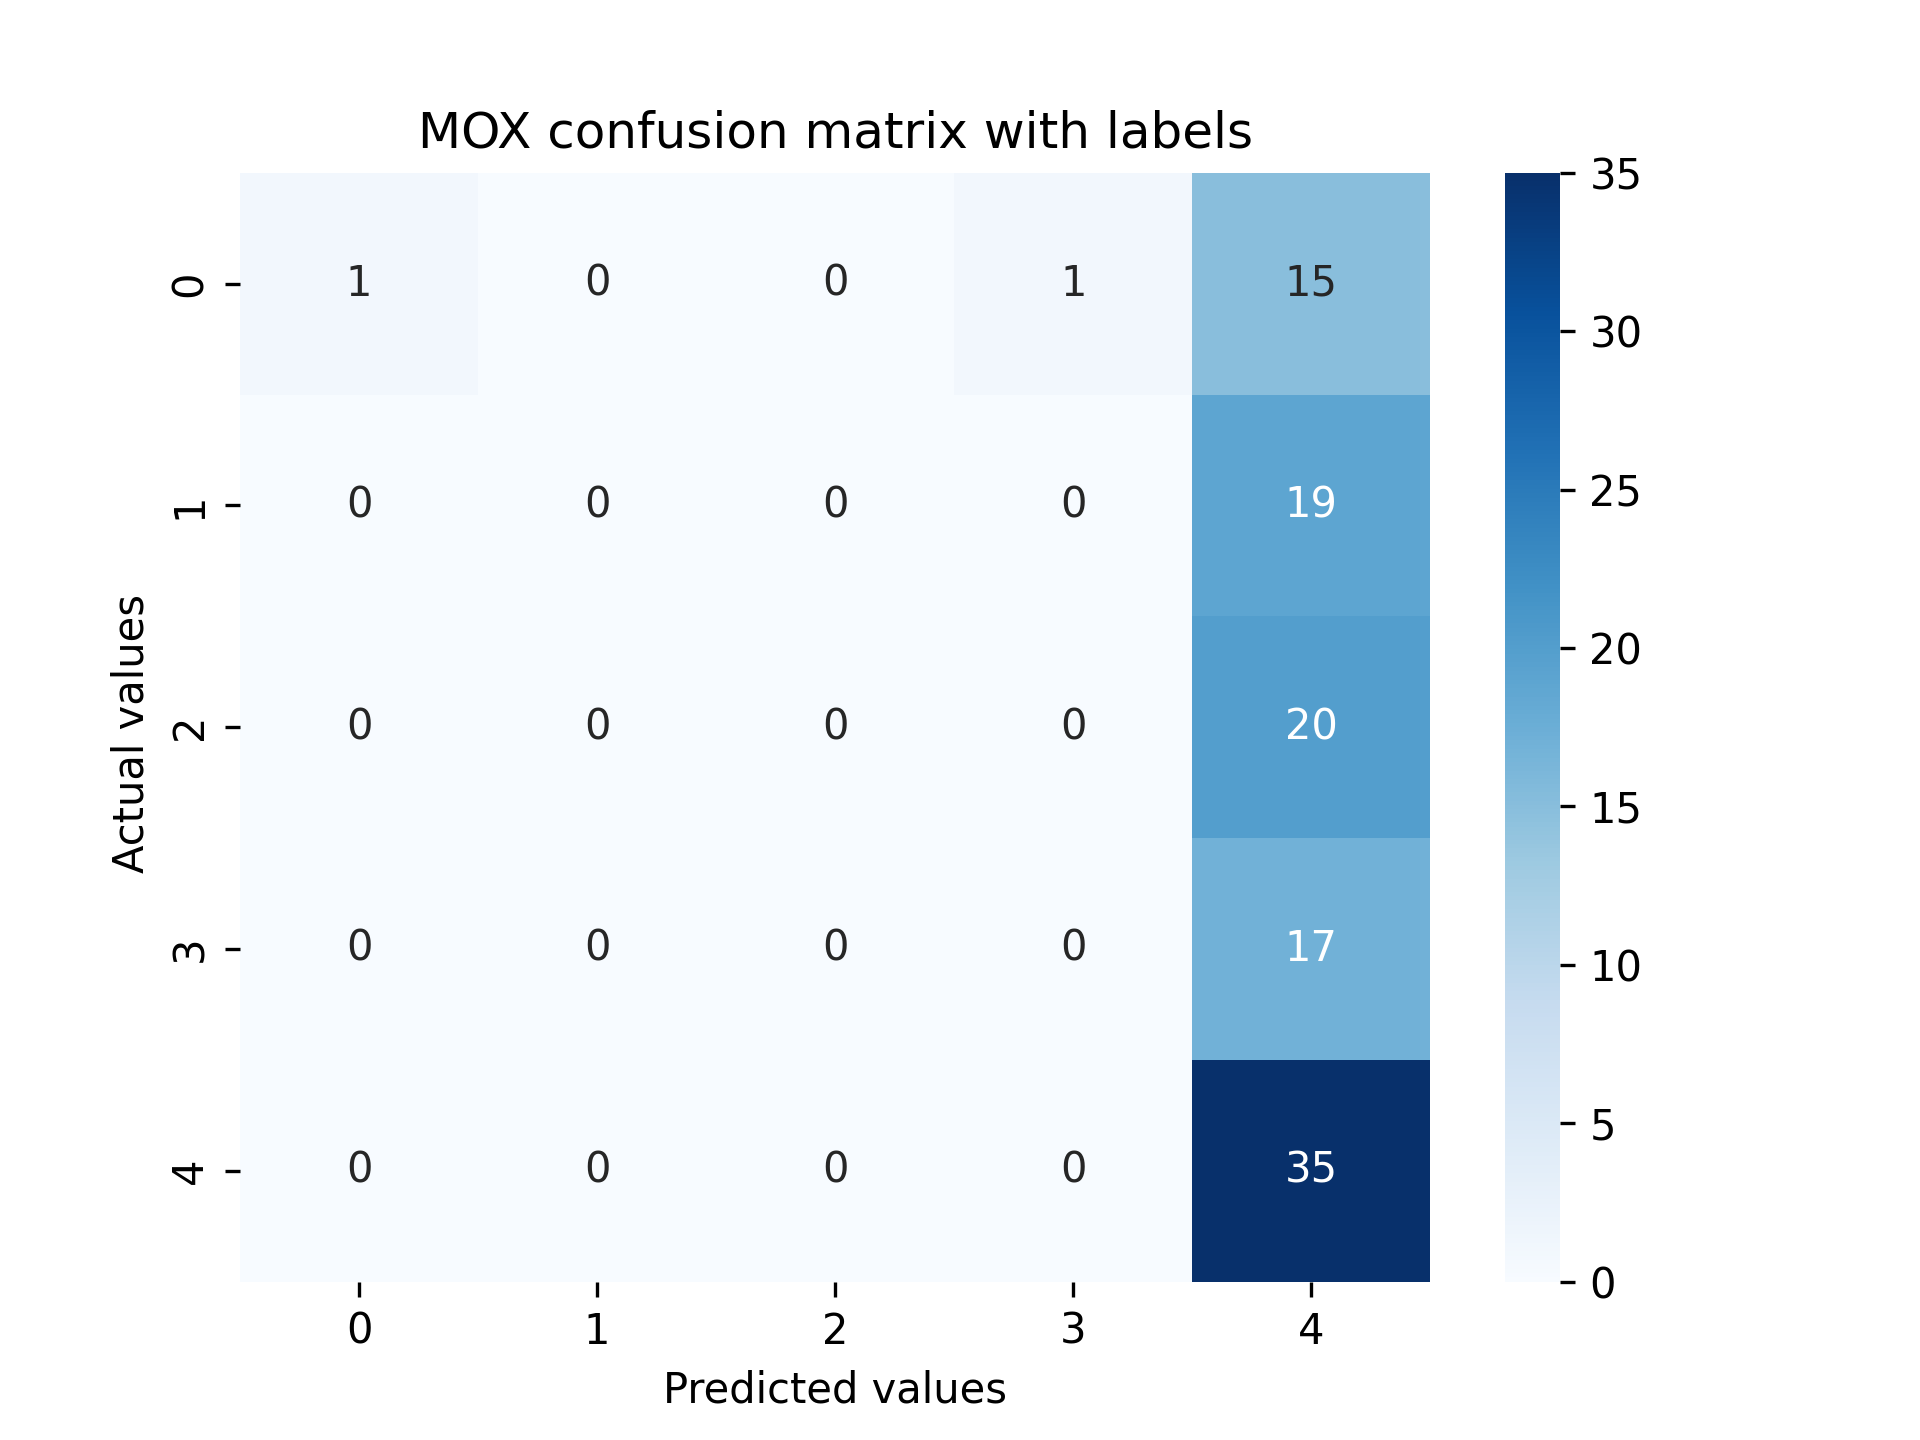 MOX confusion matrix with labels
0 1 0 0 1 15
1 0 0 0 0 19
2 0 0 0 0 20
3 0 0 0 0 17
4 0 0 0 0 35
0 1 2 3 4
Predicted values
Actual values
35
30
25
20
15
10
5
0